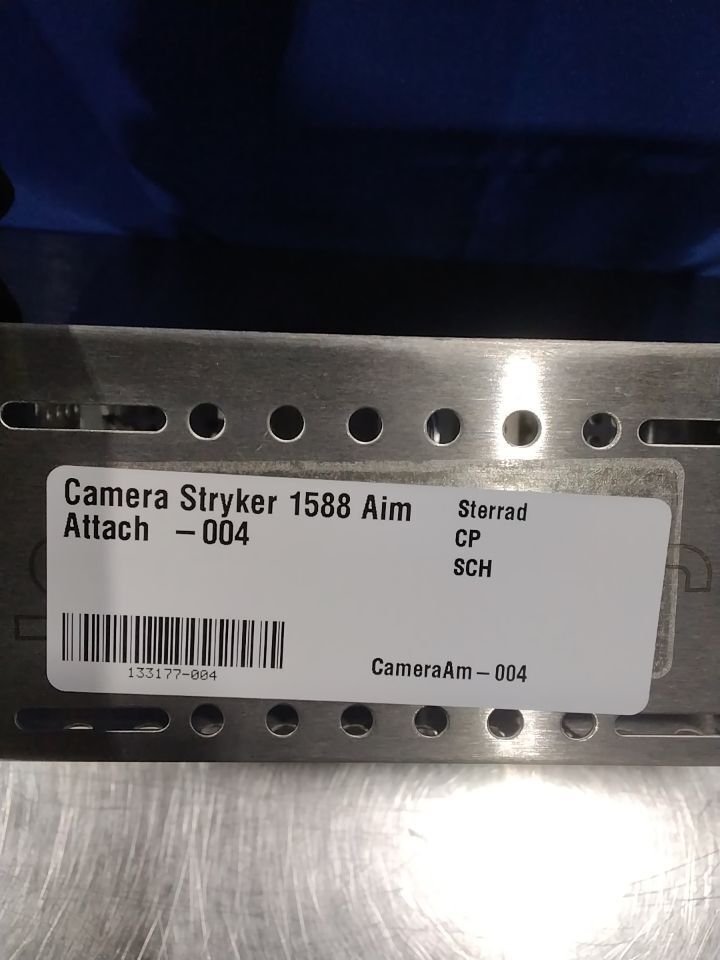 Camera Stryker 1588 Aim
Attach –004
Sterrad
CP
SCH
133177-004
CameraAm–004